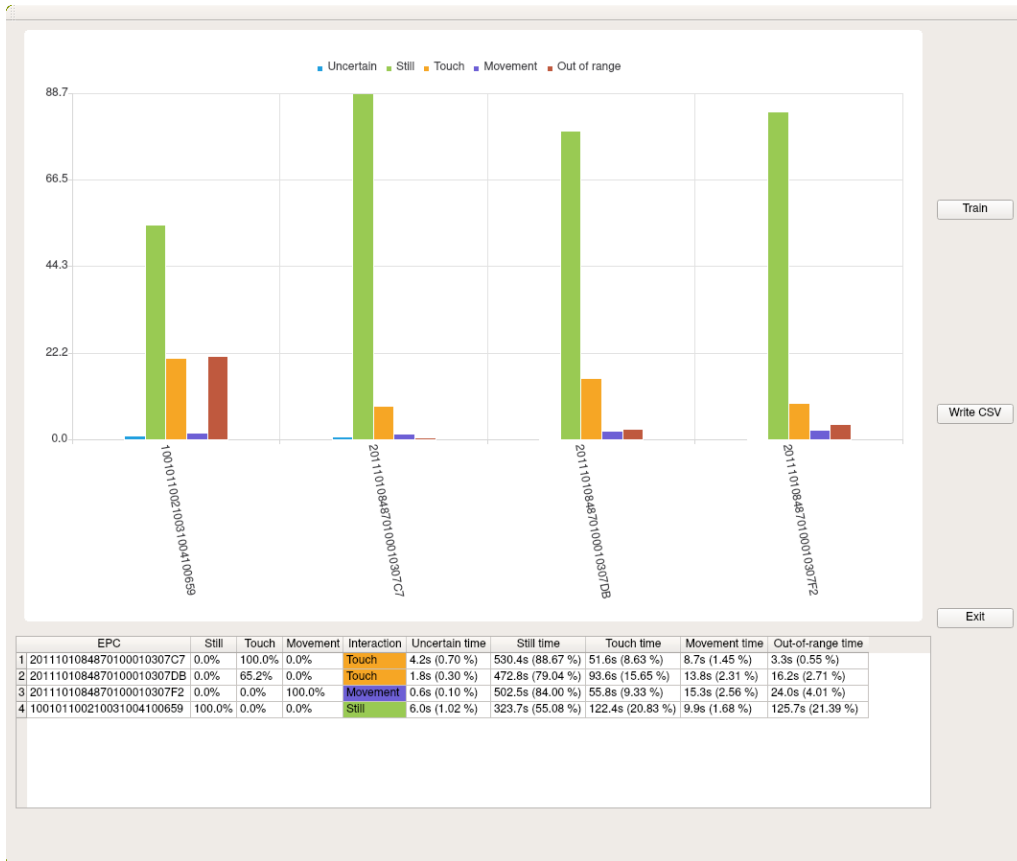 Uncertain Still Touch Movement Out of range
88.7
66.5
44.3
22.2
0.0
100101100210031004100659
2011101084870100010307C7
2011101084870100010307DB
2011101084870100010307F2
Train
Write CSV
Exit
EPC Still Touch Movement Interaction Uncertain time Still time Touch time Movement time Out-of-range time
1 2011101084870100010307C7 0.0% 100.0% 0.0% Touch 4.2s (0.70 %) 530.4s (88.67 %) 51.6s (8.63 %) 8.7s (1.45 %) 3.3s (0.55 %)
2 2011101084870100010307DB 0.0% 65.2% 0.0% Touch 1.8s (0.30 %) 472.8s (79.04 %) 93.6s (15.65 %) 13.8s (2.31 %) 16.2s (2.71 %)
3 2011101084870100010307F2 0.0% 0.0% 100.0% Movement 0.6s (0.10 %) 502.5s (84.00 %) 55.8s (9.33 %) 15.3s (2.56 %) 24.0s (4.01 %)
4 100101100210031004100659 100.0% 0.0% 0.0% Still 6.0s (1.02 %) 323.7s (55.08 %) 122.4s (20.83 %) 9.9s (1.68 %) 125.7s (21.39 %)